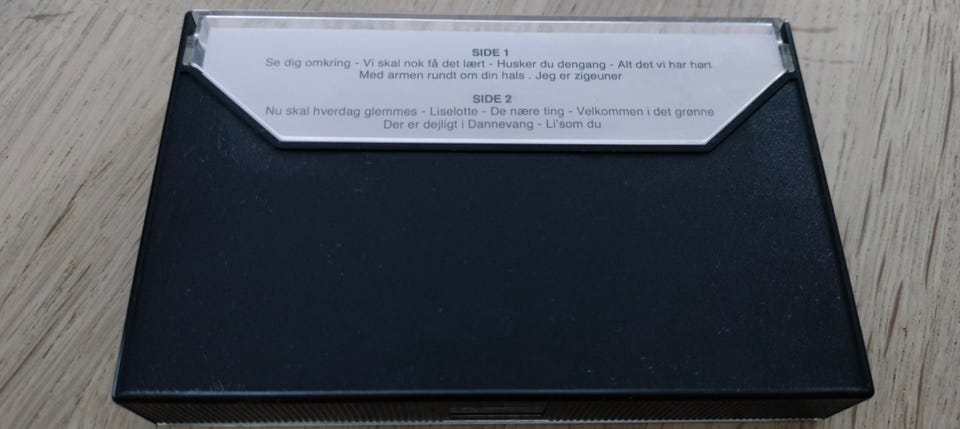 SIDE 1
Se dig omkring - Vi skal nok få det lært - Husker du dengang - Alt det vi har hørt
Med armen rundt om din hals . Jeg er zigeuner
SIDE 2
Nu skal hverdag glemmes - Liselotte - De nære ting - Velkommen i det grønne
Der er dejligt i Dannevang - Li'som du